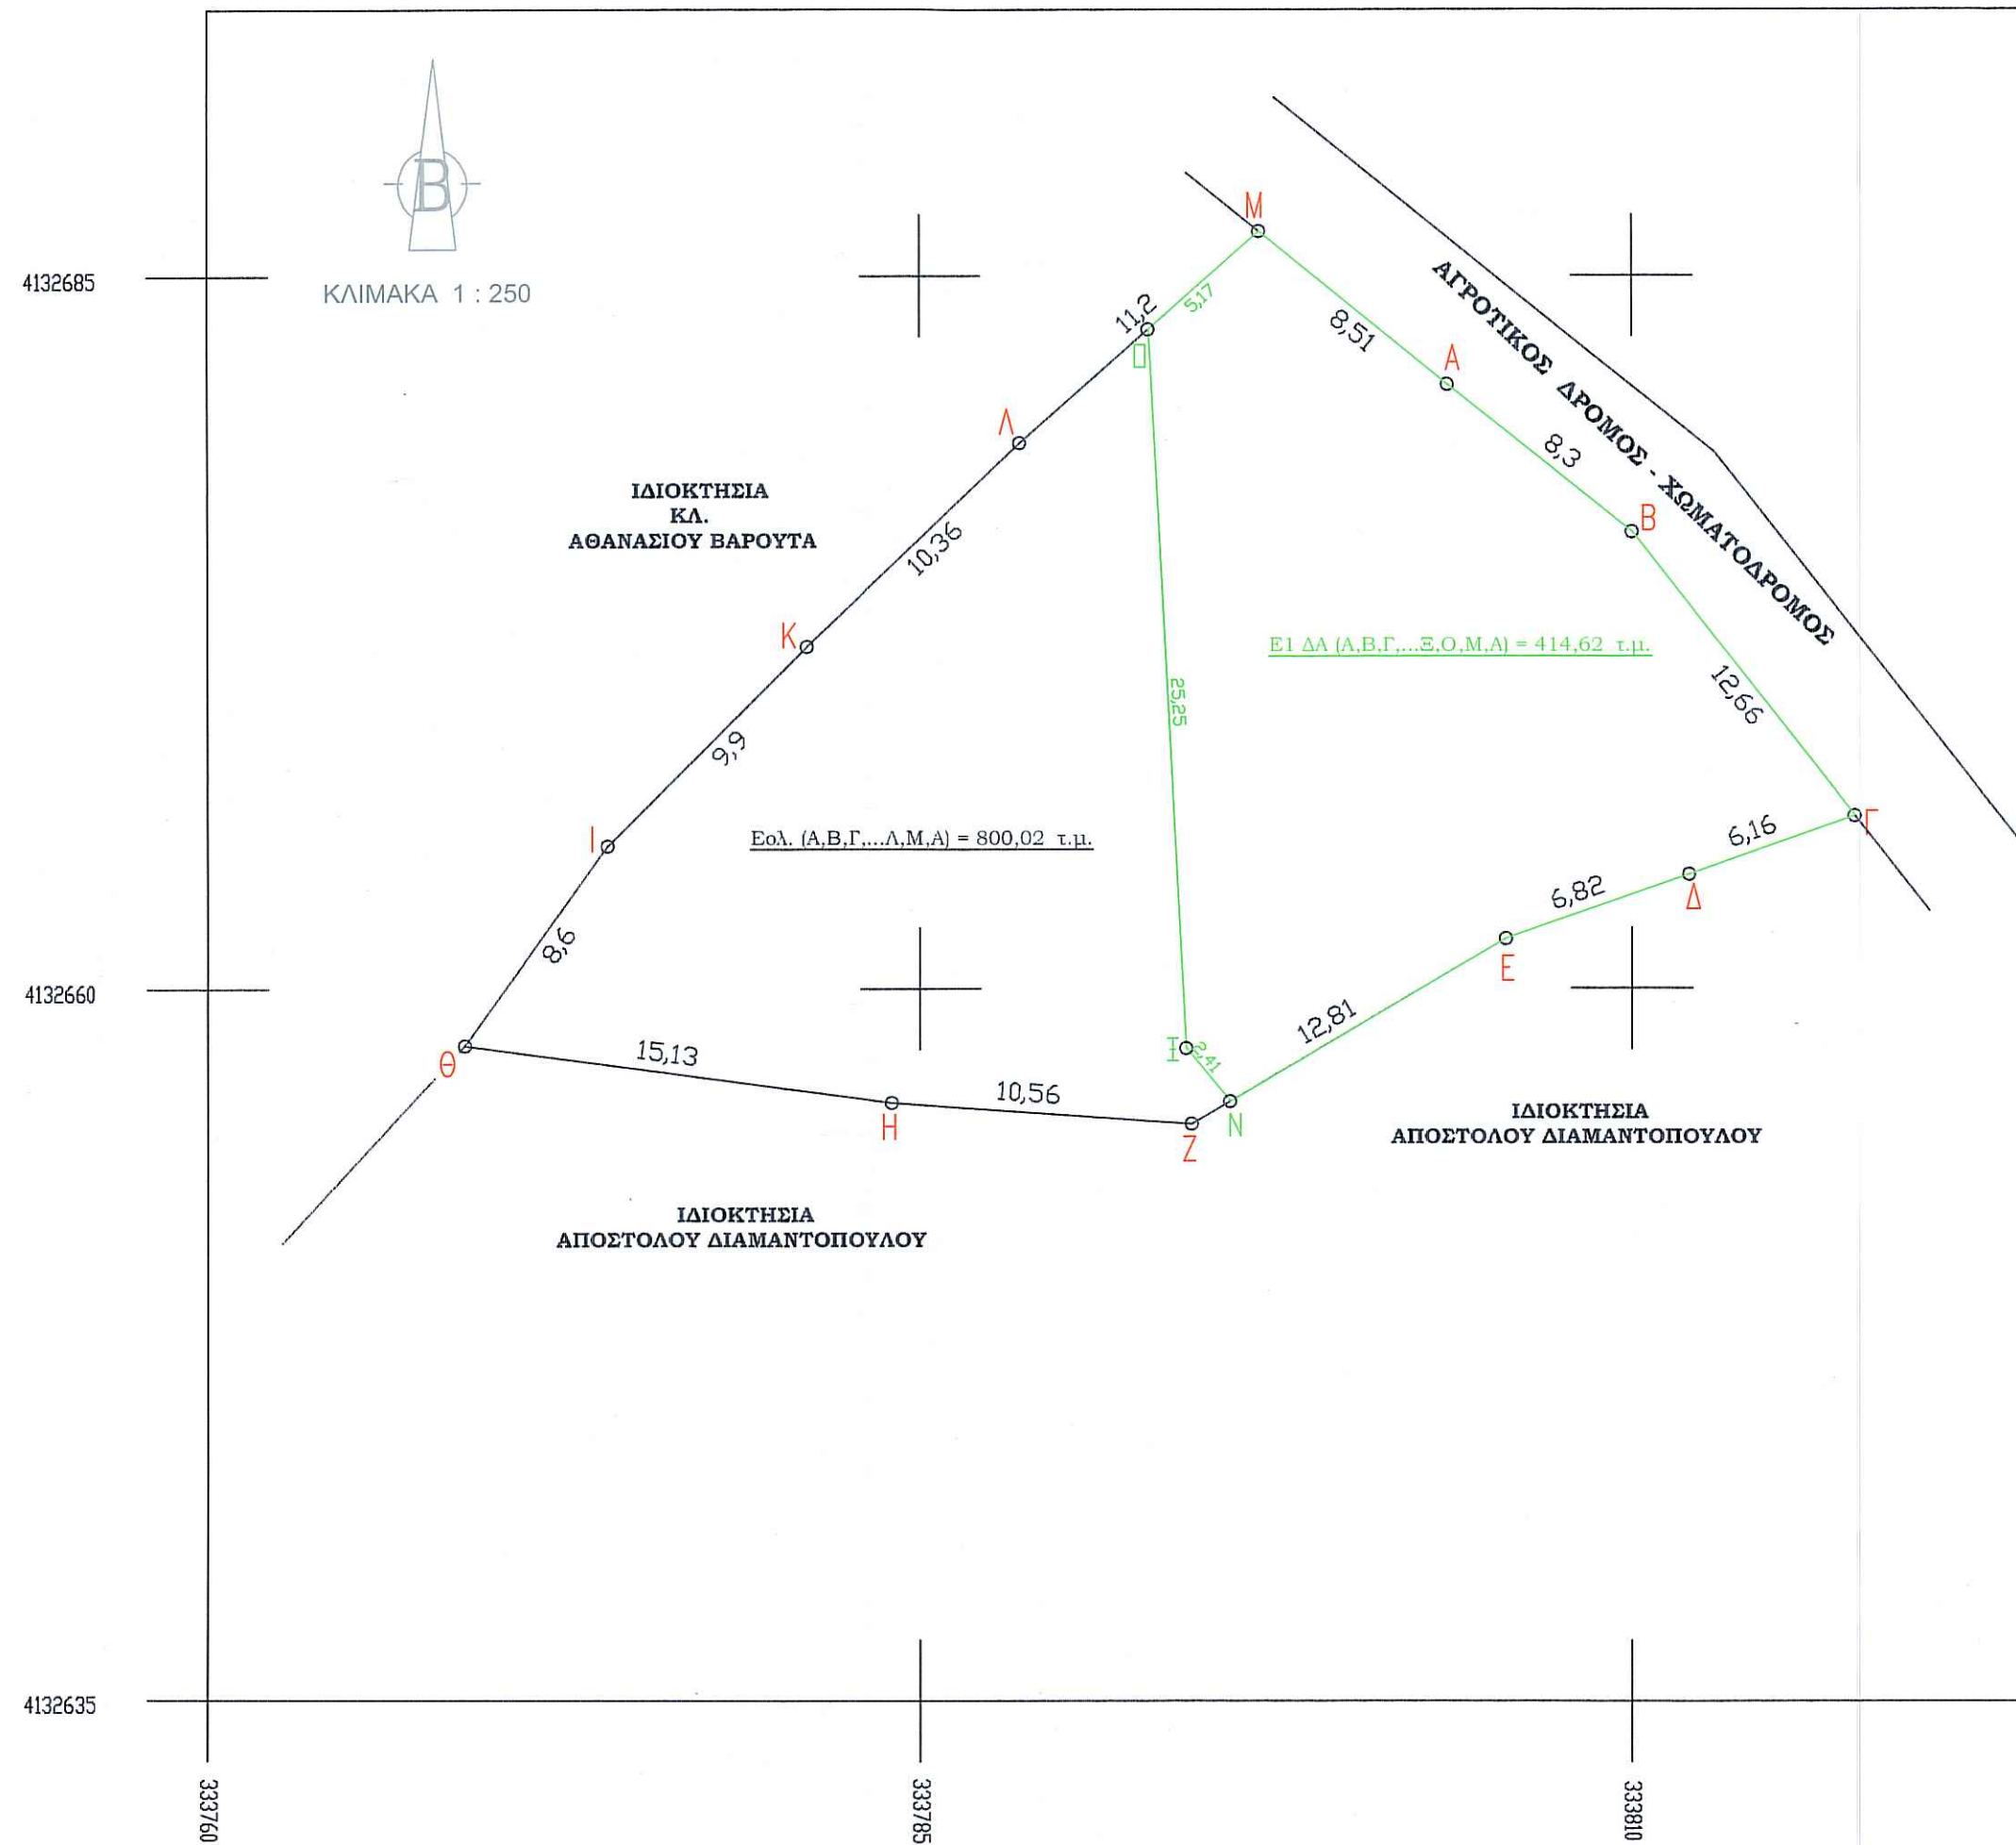 B
ΚΛΙΜΑΚΑ 1 : 250
4132685
4132660
4132635
333760
333785
333810
Μ
5,17
11,2
Ο
8,51
Α
8,3
Β
ΑΓΡΟΤΙΚΟΣ ΔΡΟΜΟΣ - ΧΩΜΑΤΟΔΡΟΜΟΣ
Λ
ΙΔΙΟΚΤΗΣΙΑ
ΚΛ.
ΑΘΑΝΑΣΙΟΥ ΒΑΡΟΥΤΑ
10,36
Κ
Ε1 ΔΑ (Α,Β,Γ,...Ξ,Ο,Μ,Α) = 414,62 τ.μ.
12,66
25,25
9,9
Ι
Εολ. (Α,Β,Γ,...Λ,Μ,Α) = 800,02 τ.μ.
Γ
6,16
Δ
6,82
Ε
8,6
12,81
Θ
15,13
Ξ
2,41
10,56
Η
Ζ
Ν
ΙΔΙΟΚΤΗΣΙΑ
ΑΠΟΣΤΟΛΟΥ ΔΙΑΜΑΝΤΟΠΟΥΛΟΥ
ΙΔΙΟΚΤΗΣΙΑ
ΑΠΟΣΤΟΛΟΥ ΔΙΑΜΑΝΤΟΠΟΥΛΟΥ